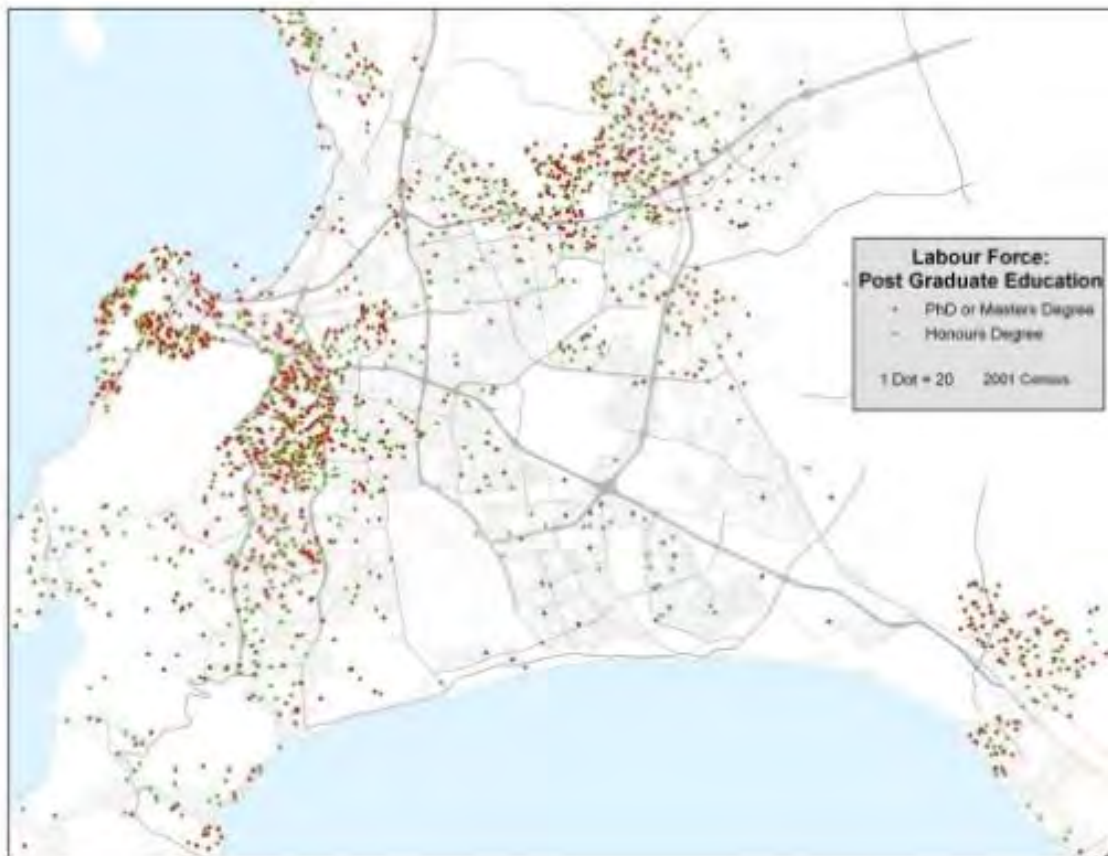 Labour Force:
Post Graduate Education
PhD or Masters Degree
Honours Degree
1 Dot = 20 2001 Census